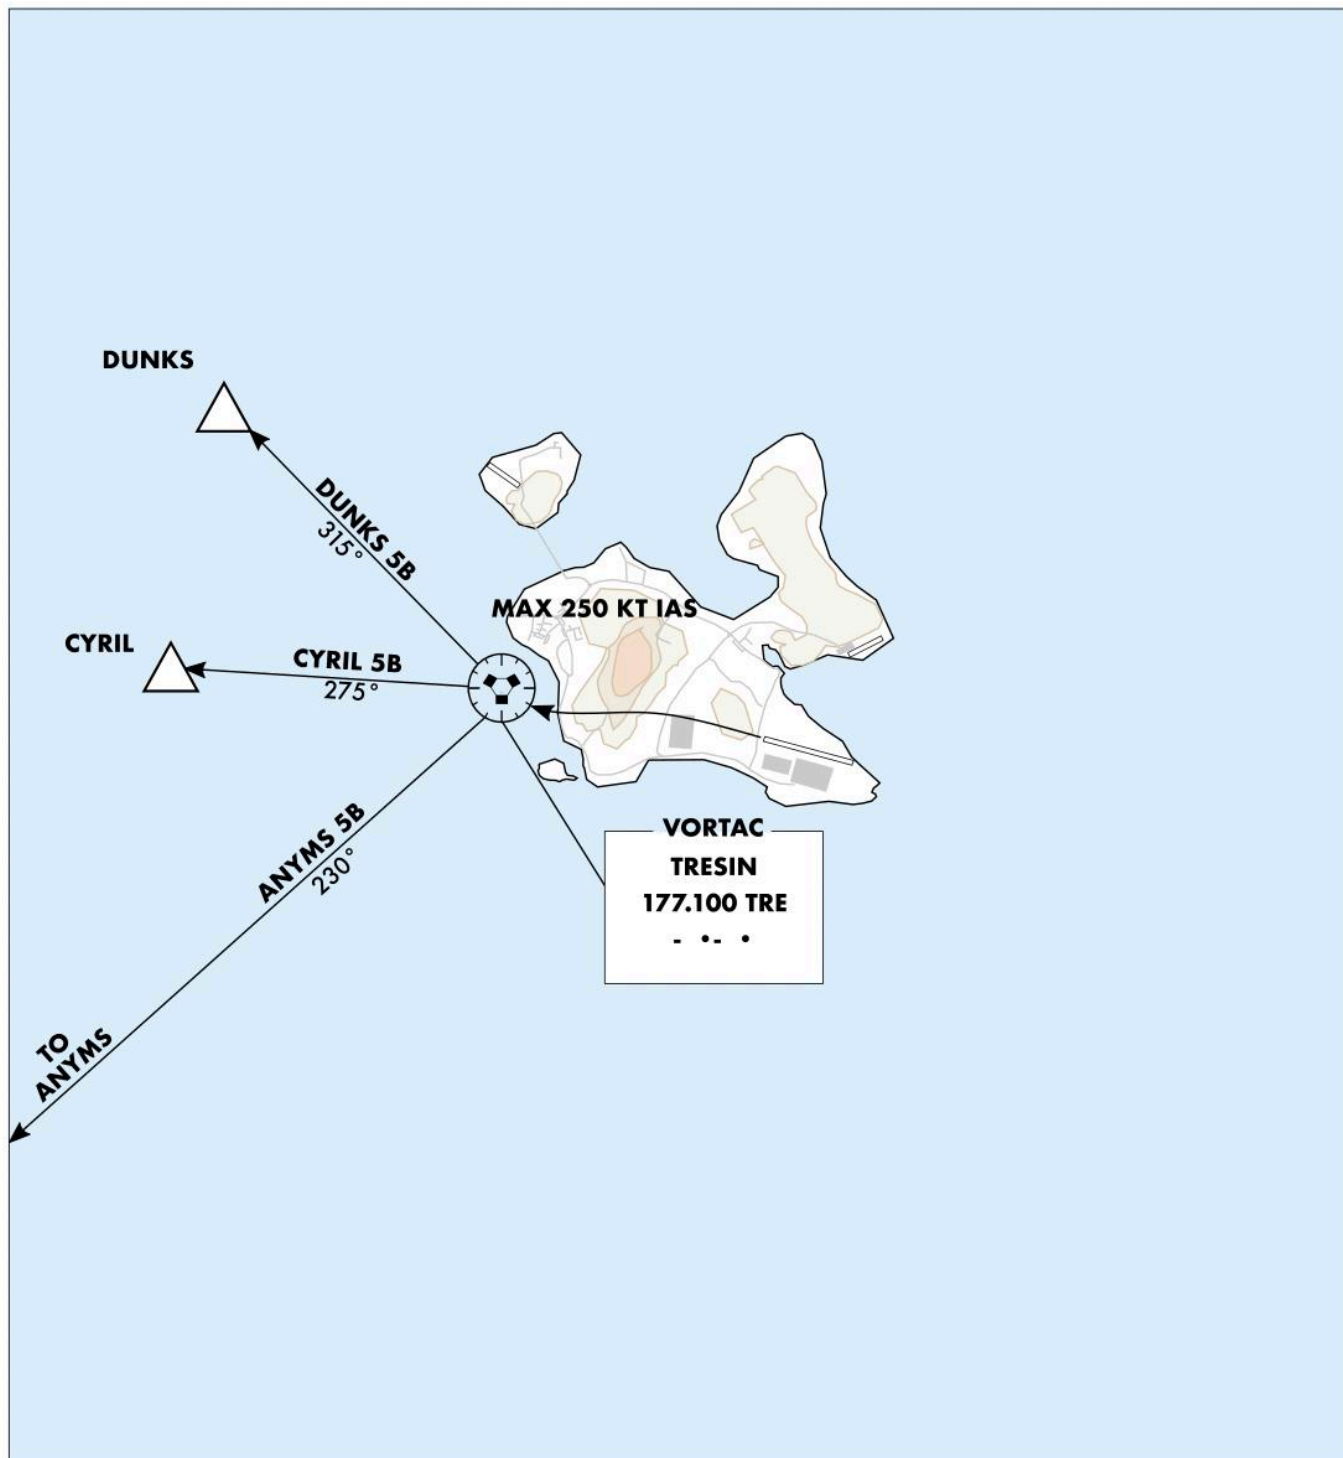 DUNKS
DUNKS 5B
315°
MAX 250 KT IAS
CYRIL
CYRIL 5B
275°
ANYMS 5B
230°
TO
ANYMS
VORTAC
TRESIN
177.100 TRE
- •- •